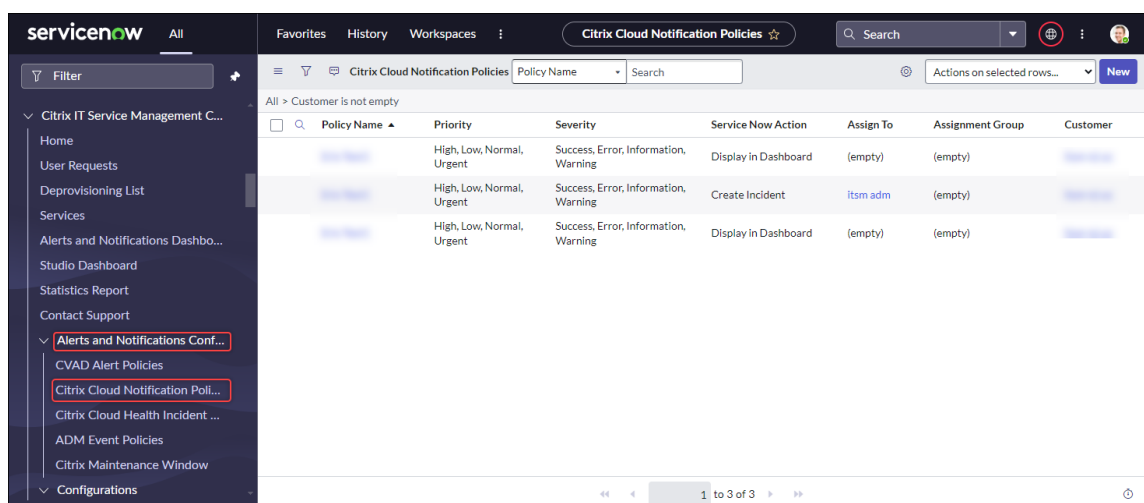 servicenow All Favorites History Workspaces Citrix Cloud Notification Policies Search
Filter
Citrix Cloud Notification Policies Policy Name Search Actions on selected rows... New
All > Customer is not empty
Policy Name Priority Severity Service Now Action Assign To Assignment Group Customer
High, Low, Normal,
Urgent
Success, Error, Information,
Warning
Display in Dashboard (empty) (empty)
High, Low, Normal,
Urgent
Success, Error, Information,
Warning
Create Incident itsm adm (empty)
High, Low, Normal,
Urgent
Success, Error, Information,
Warning
Display in Dashboard (empty) (empty)
Citrix IT Service Management C...
Home
User Requests
Deprovisioning List
Services
Alerts and Notifications Dashbo...
Studio Dashboard
Statistics Report
Contact Support
Alerts and Notifications Conf...
CVAD Alert Policies
Citrix Cloud Notification Poli...
Citrix Cloud Health Incident ...
ADM Event Policies
Citrix Maintenance Window
Configurations
1 to 3 of 3